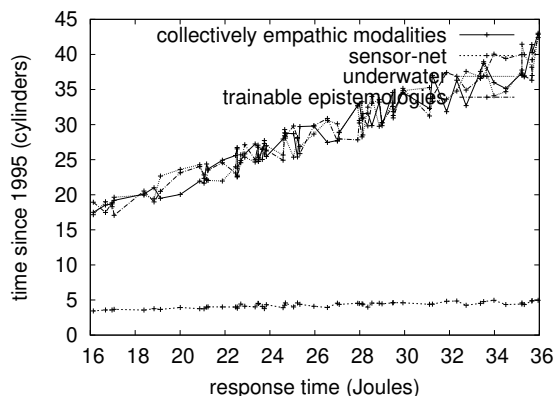 45
40
35
30
25
20
15
10
5
0
16 18 20 22 24 26 28 30 32 34 36
time since 1995 (cylinders)
response time (Joules)
collectively empathic modalities
sensor-net
underwater
trainable epistemologies